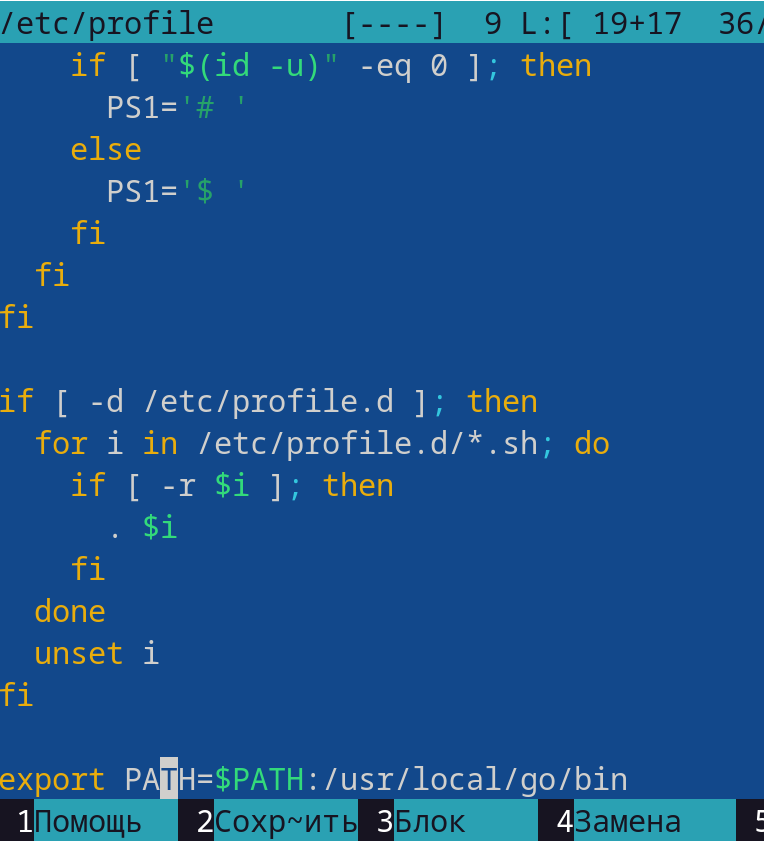 /etc/profile [----] 9 L:[ 19+17 36/
if [ "$(id -u)" -eq 0 ]; then
PS1='# '
else
PS1='$ '
fi
fi
fi
if [ -d /etc/profile.d ]; then
for i in /etc/profile.d/*.sh; do
if [ -r $i ]; then
. $i
fi
done
unset i
fi
export PATH=$PATH:/usr/local/go/bin
1Помощь 2Сохр~ить 3Блок 4Замена 5